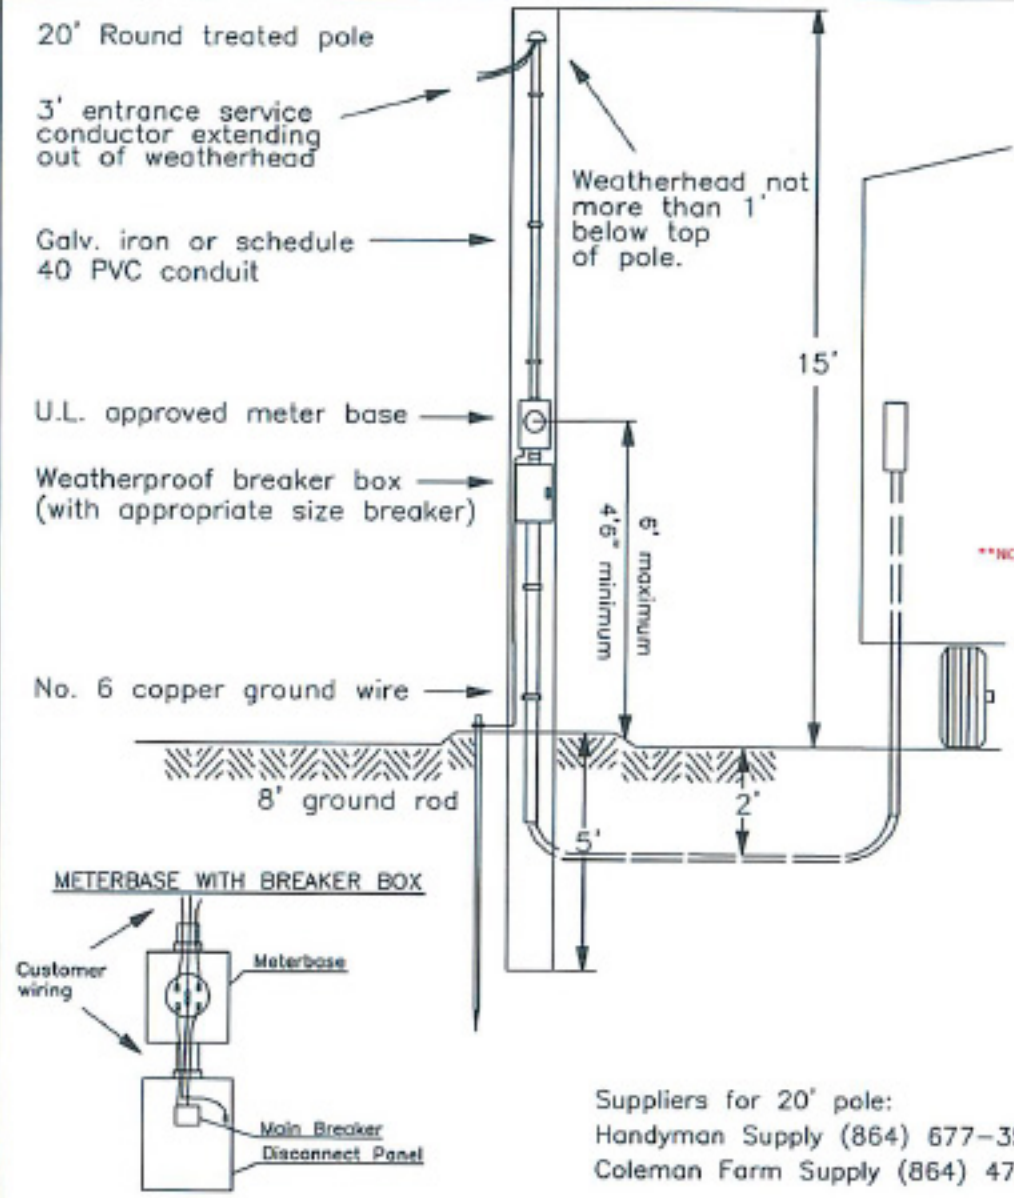 20' Round treated pole
3' entrance service
conductor extending
out of weatherhead
Weatherhead not
more than 1'
below top
of pole.
Galv. iron or schedule
40 PVC conduit
15'
U.L. approved meter base
Weatherproof breaker box
(with appropriate size breaker)
6' maximum
4'6" minimum
No. 6 copper ground wire
8' ground rod
2'
5'
METERBASE WITH BREAKER BOX
Customer
wiring
Meterbase
Main Breaker
Disconnect Panel
Suppliers for 20' pole:
Handyman Supply (864) 677-
Coleman Farm Supply (864)